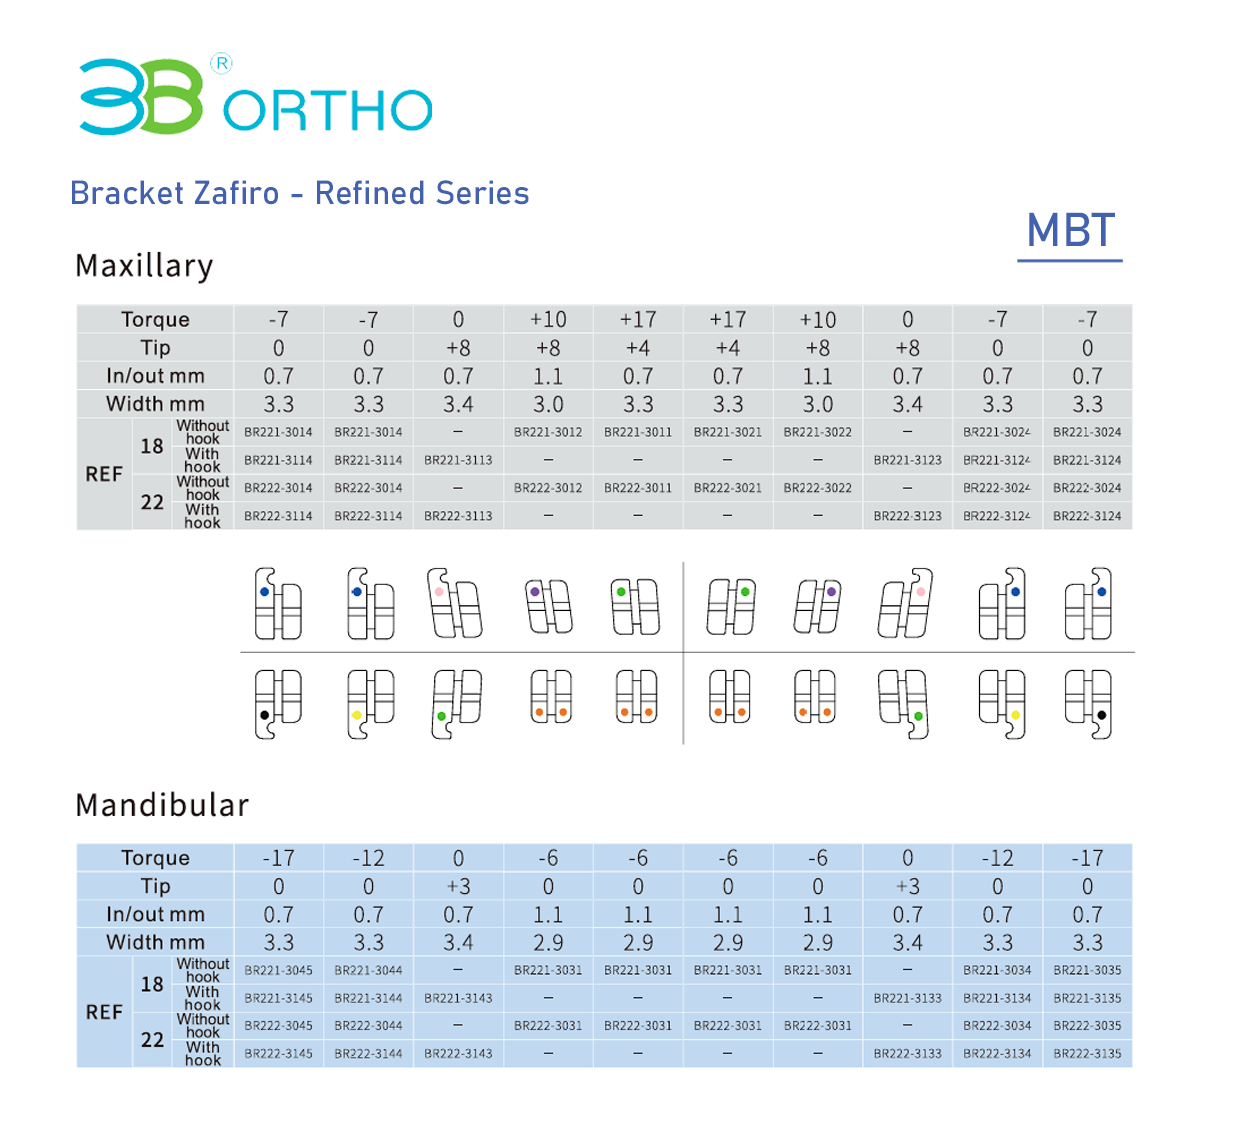 3B® ORTHO
Bracket Zafiro - Refined Series
MBT
Maxillary
Torque -7 -7 0 +10 +17 +17 +10 0 -7 -7
Tip 0 0 +8 +8 +4 +4 +8 +8 0 0
In/out mm 0.7 0.7 0.7 1.1 0.7 0.7 1.1 0.7 0.7 0.7
Width mm 3.3 3.3 3.4 3.0 3.3 3.3 3.0 3.4 3.3 3.3
REF
18
Without hook BR221-3014 BR221-3014 – BR221-3012 BR221-3011 BR221-3021 BR221-3022 – BR221-3024 BR221-3024
With hook BR221-3114 BR221-3114 BR221-3113 – – – – BR221-3123 BR221-3124 BR221-3124
22
Without hook BR222-3014 BR222-3014 – BR222-3012 BR222-3011 BR222-3021 BR222-3022 – BR222-3024 BR222-3024
With hook BR222-3114 BR222-3114 BR222-3113 – – – – BR222-3123 BR222-3124 BR222-3124
Mandibular
Torque -17 -12 0 -6 -6 -6 -6 0 -12 -17
Tip 0 0 +3 0 0 0 0 +3 0 0
In/out mm 0.7 0.7 0.7 1.1 1.1 1.1 1.1 0.7 0.7 0.7
Width mm 3.3 3.3 3.4 2.9 2.9 2.9 2.9 3.4 3.3 3.3
REF
18
Without hook BR221-3045 BR221-3044 – BR221-3031 BR221-3031 BR221-3031 BR221-3031 – BR221-3034 BR221-3035
With hook BR221-3145 BR221-3144 BR221-3143 – – – – BR221-3133 BR221-3134 BR221-3135
22
Without hook BR222-3045 BR222-3044 – BR222-3031 BR222-3031 BR222-3031 BR222-3031 – BR222-3034 BR222-3035
With hook BR222-3145 BR222-3144 BR222-3143 – – – – BR222-3133 BR222-3134 BR222-3135